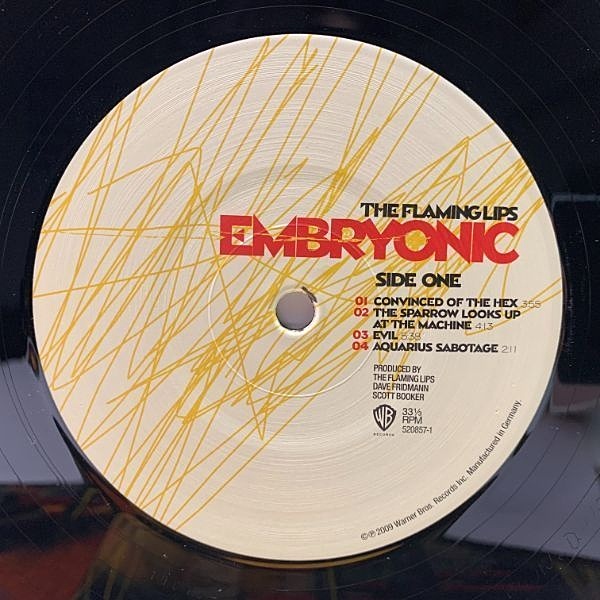 THE FLAMING LIPS
EMBRYONIC
SIDE ONE
01 CONVINCED OF THE HEX 3:55
02 THE SPARROW LOOKS UP
AT THE MACHINE 4:13
03 EVIL 5:38
04 AQUARIUS SABOTAGE 2:11
PRODUCED BY
THE FLAMING LIPS
DAVE FRIDMANN
SCOTT BOOKER
WB
RECORDS
33⅓
RPM
520857-1
©℗ 2009 Warner Bros. Records Inc. Manufactured in Germany.